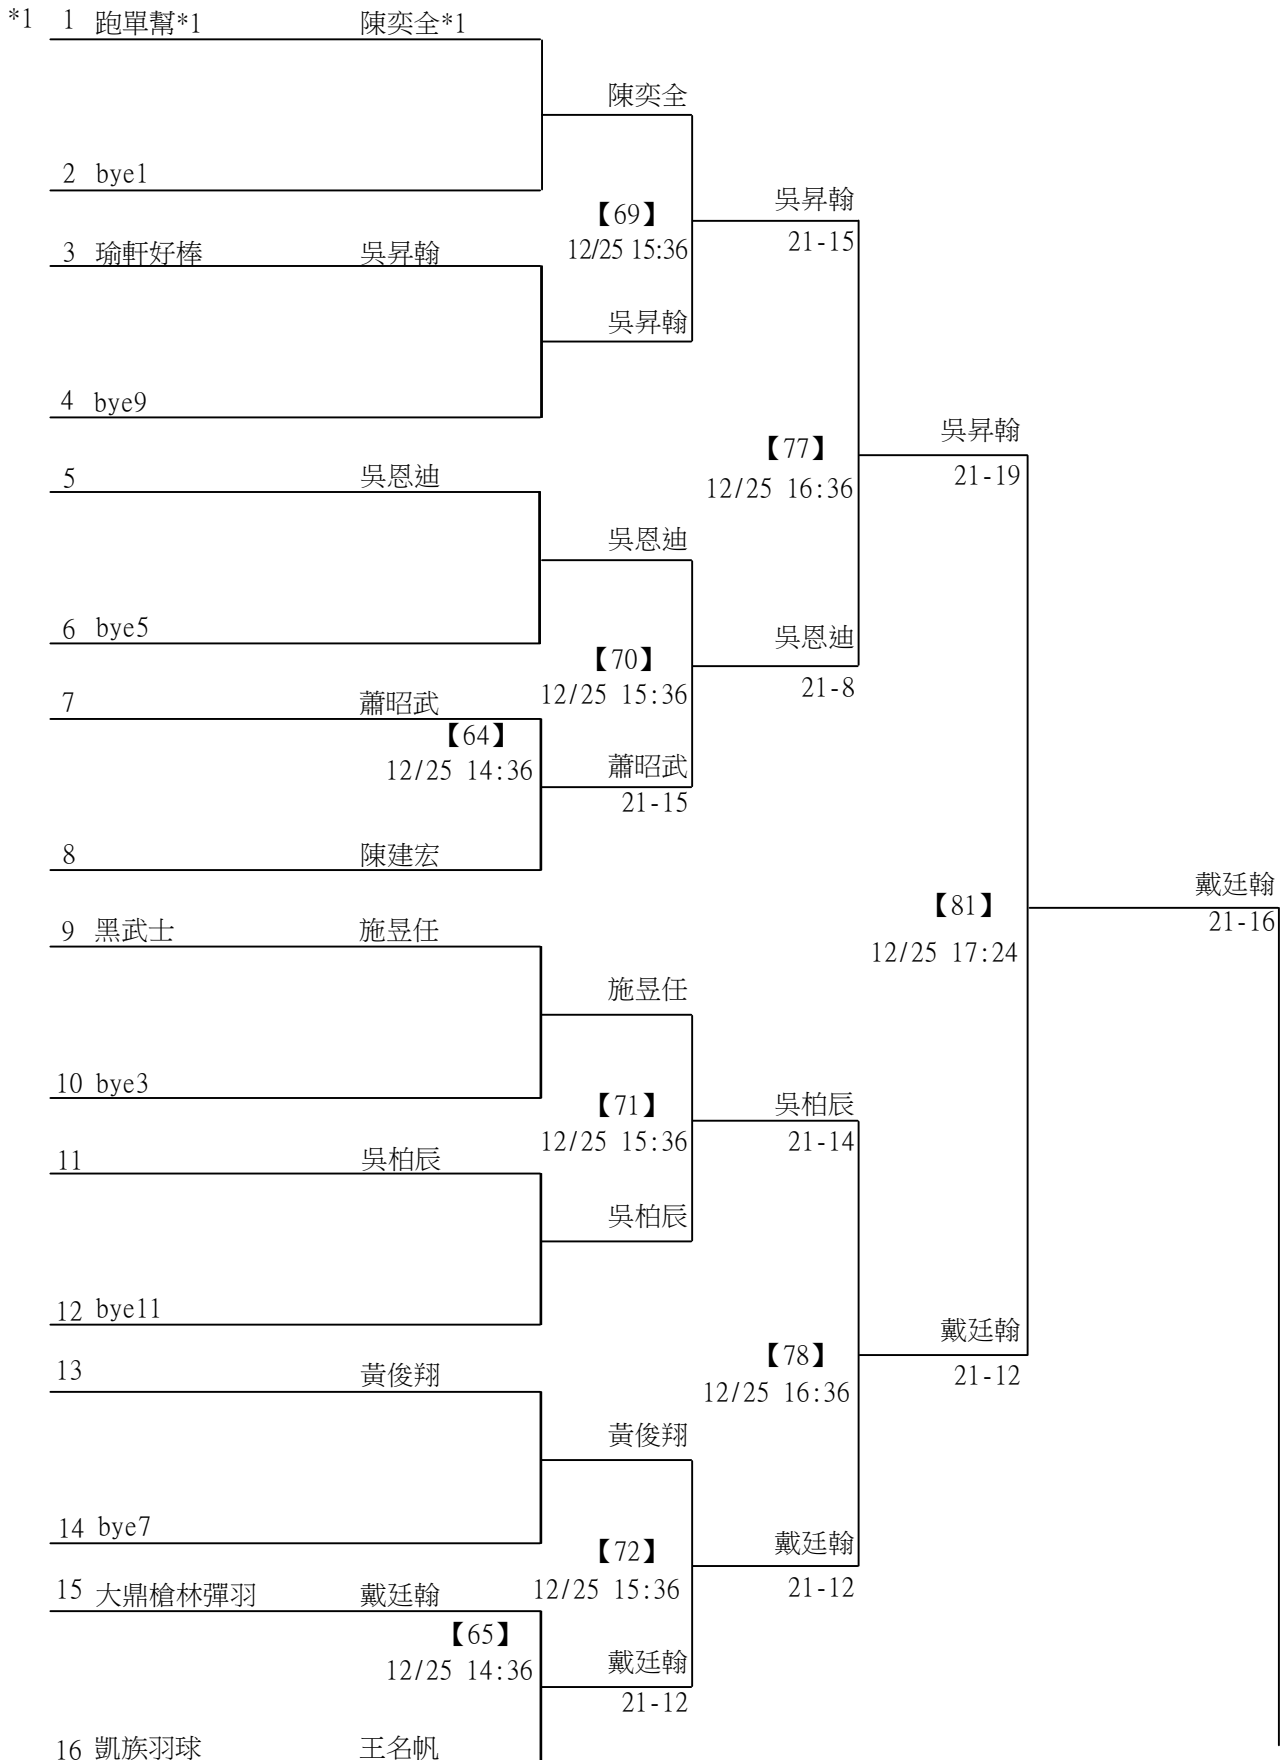 *1 1 跑單幫*1 陳奕全*1
陳奕全
2 bye1
【69】 吳昇翰
3 瑜軒好棒 吳昇翰 12/25 15:36 21-15
吳昇翰
4 bye9
【77】 吳昇翰
5 吳恩迪 12/25 16:36 21-19
吳恩迪
6 bye5 吳恩迪
【70】
7 蕭昭武 12/25 15:36 21-8
【64】
12/25 14:36 蕭昭武
21-15
8 陳建宏
戴廷翰
【81】
9 黑武士 施昱任 21-16
12/25 17:24
施昱任
10 bye3
【71】 吳柏辰
12/25 15:36 21-14
11 吳柏辰
吳柏辰
12 bye11
戴廷翰
【78】
13 黃俊翔 12/25 16:36 21-12
黃俊翔
14 bye7
【72】 戴廷翰
15 大鼎槍林彈羽 戴廷翰 12/25 15:36 21-12
【65】
12/25 14:36 戴廷翰
21-12
16 凱族羽球 王名帆